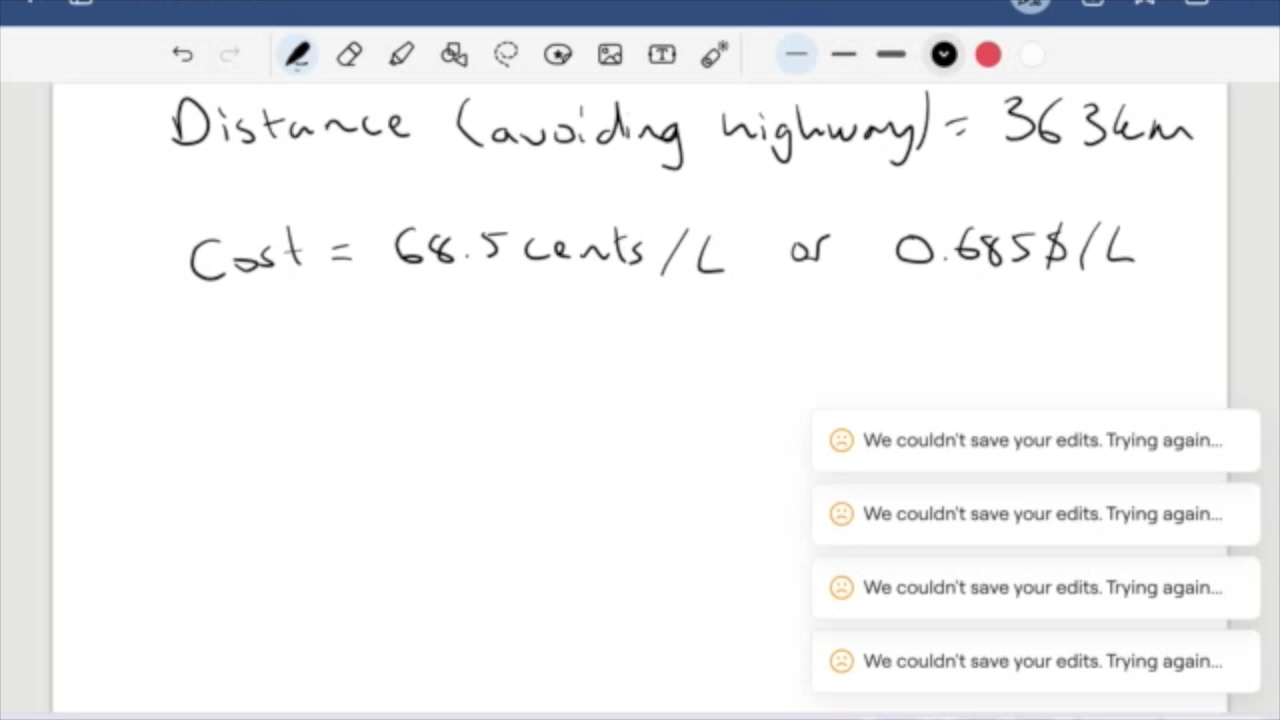 Distance (avoiding highway) = 363km
Cost = 68.5 cents/L or 0.685$/L
We couldn't save your edits. Trying again...
We couldn't save your edits. Trying again...
We couldn't save your edits. Trying again...
We couldn't save your edits. Trying again...